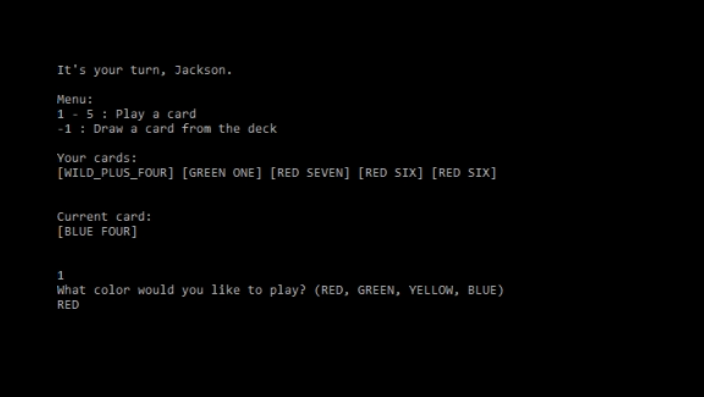 It's your turn, Jackson.
Menu:
1 - 5 : Play a card
-1 : Draw a card from the deck
Your cards:
[WILD_PLUS_FOUR] [GREEN ONE] [RED SEVEN] [RED SIX] [RED SIX]
Current card:
[BLUE FOUR]
1
What color would you like to play? (RED, GREEN, YELLOW, BLUE)
RED